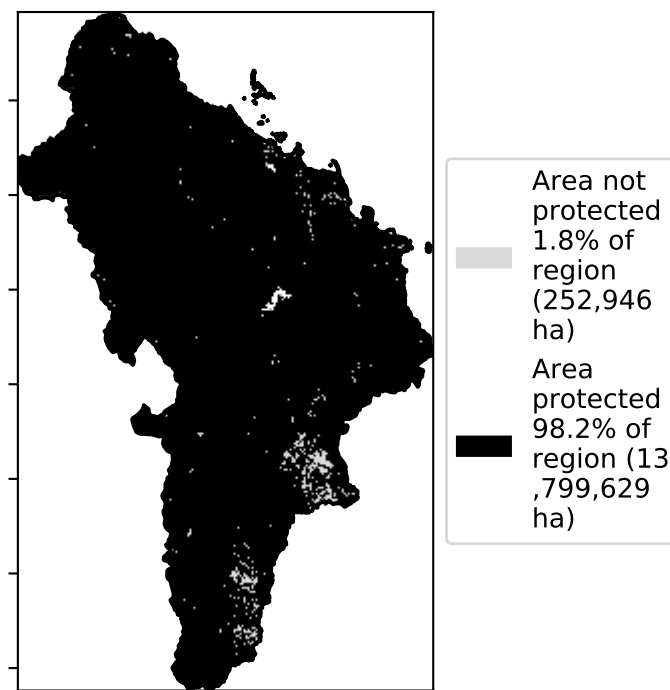 Area not
protected
1.8% of
region
(252,946
ha)
Area
protected
98.2% of
region (13
,799,629
ha)